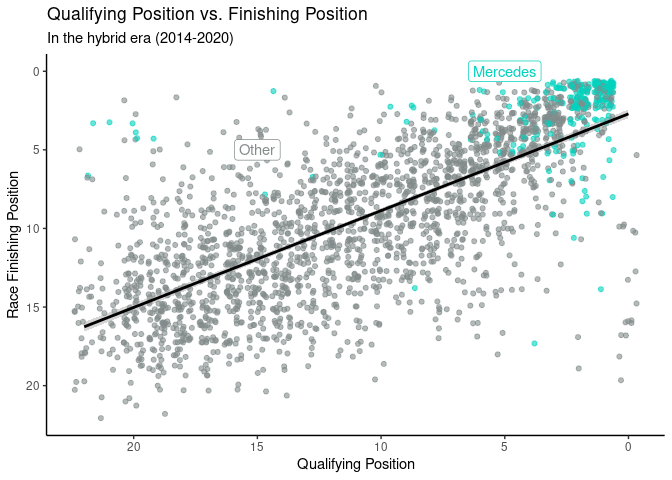 Qualifying Position vs. Finishing Position
In the hybrid era (2014-2020)
Mercedes
Other
0
5
10
15
20
Race Finishing Position
20
15
10
5
0
Qualifying Position